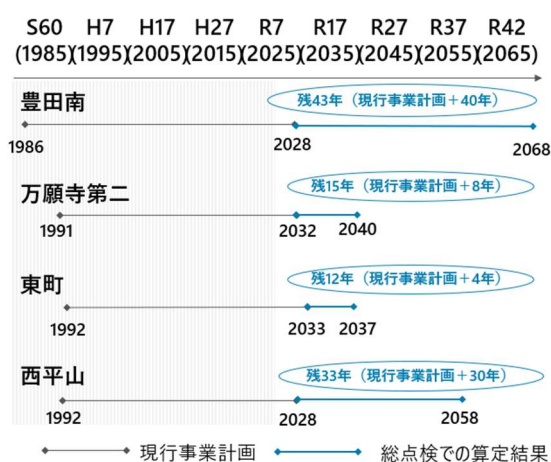 S60 H7 H17 H27 R7 R17 R27 R37 R42
(1985)(1995)(2005)(2015)(2025)(2035)(2045)(2055)(2065)
豊田南
残43年（現行事業計画＋40年）
1986 2028 2068
万願寺第二
残15年（現行事業計画＋8年）
1991 2032 2040
東町
残12年（現行事業計画＋4年）
1992 2033 2037
西平山
残33年（現行事業計画＋30年）
1992 2028 2058
現行事業計画 総点検での算定結果